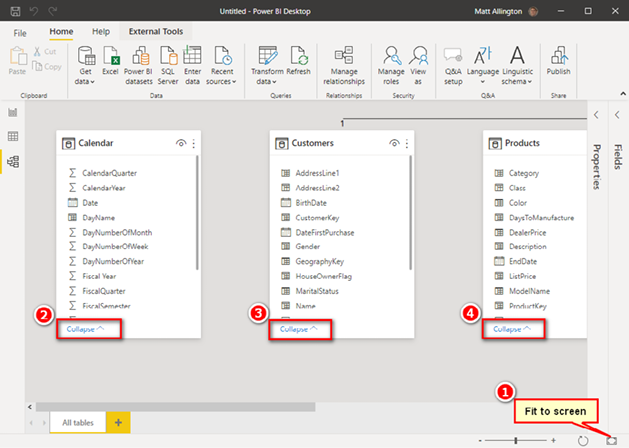 Untitled - Power BI Desktop
Matt Allington
File Home Help External Tools
Paste
Cut
Copy
Get data
Excel
Power BI datasets
SQL Server
Enter data
Recent sources
Transform data
Refresh
Manage relationships
Manage roles
View as
Q&A setup
Language
Linguistic schema
Publish
Clipboard Data Queries Relationships Security Q&A Share
1
Calendar
CalendarQuarter
CalendarYear
Date
DayName
DayNumberOfMonth
DayNumberOfWeek
DayNumberOfYear
Fiscal Year
FiscalQuarter
FiscalSemester
2
Collapse
Customers
AddressLine1
AddressLine2
BirthDate
CustomerKey
DateFirstPurchase
Gender
GeographyKey
HouseOwnerFlag
MaritalStatus
Name
3
Collapse
Products
Category
Class
Color
DaysToManufacture
DealerPrice
Description
EndDate
ListPrice
ModelName
ProductKey
4
Collapse
Properties
Fields
1
Fit to screen
All tables +
- +